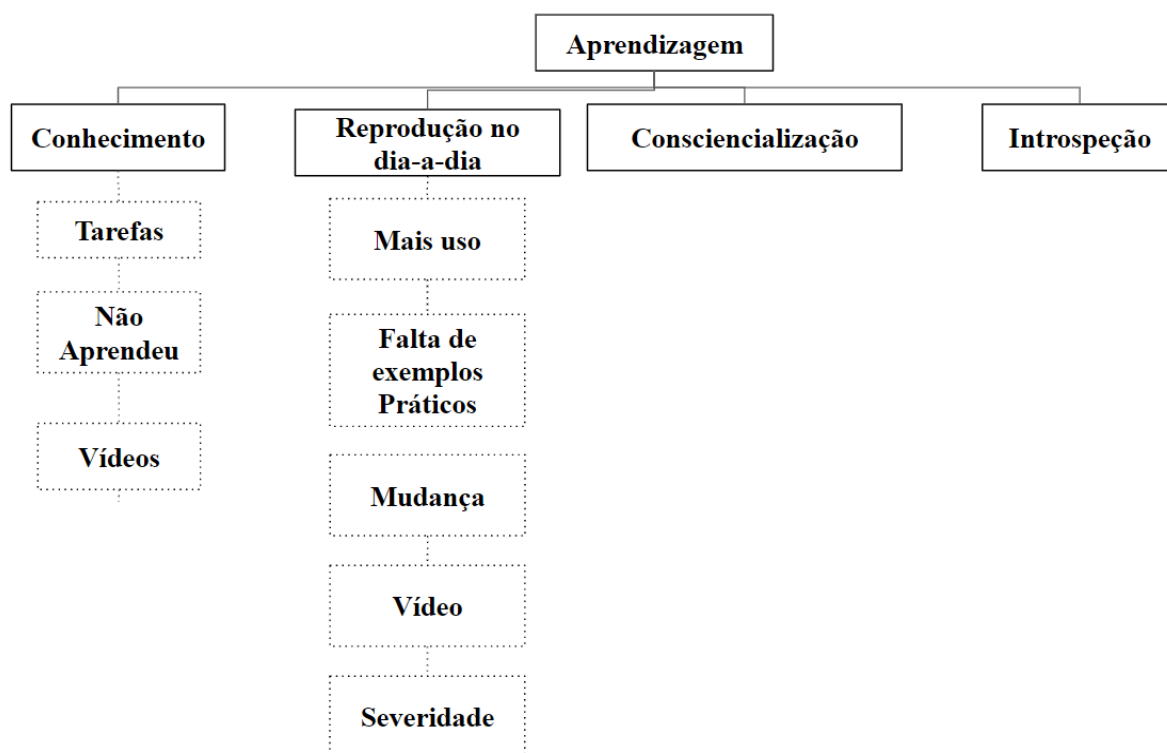 Aprendizagem
Conhecimento
Reprodução no
dia-a-dia
Consciencialização
Introspeção
Tarefas
Não
Aprendeu
Vídeos
Mais uso
Falta de
exemplos
Práticos
Mudança
Vídeo
Severidade